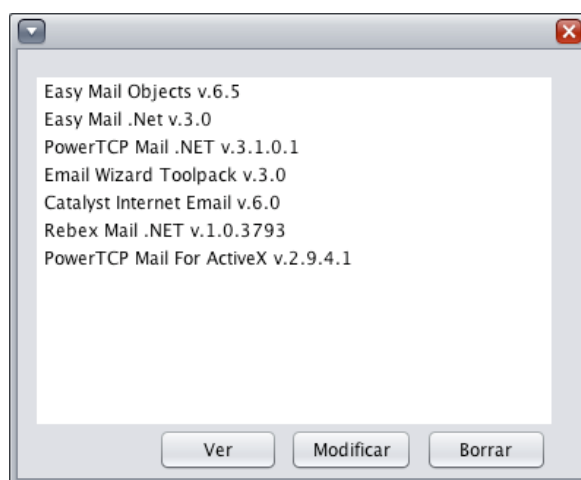 Easy Mail Objects v.6.5
Easy Mail .Net v.3.0
PowerTCP Mail .NET v.3.1.0.1
Email Wizard Toolpack v.3.0
Catalyst Internet Email v.6.0
Rebex Mail .NET v.1.0.3793
PowerTCP Mail For ActiveX v.2.9.4.1
Ver Modificar Borrar